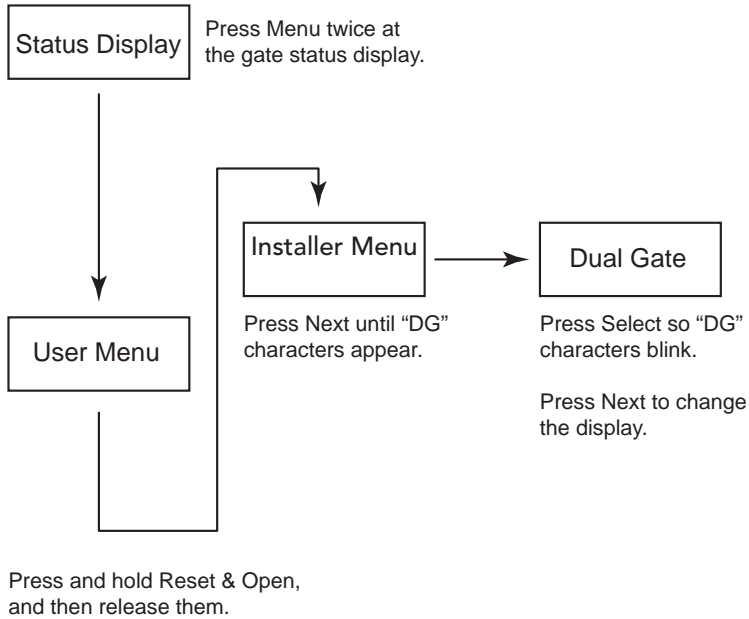 Status Display
Press Menu twice at
the gate status display.
User Menu
Press and hold Reset & Open,
and then release them.
Installer Menu
Press Next until “DG”
characters appear.
Dual Gate
Press Select so “DG”
characters blink.
Press Next to change
the display.